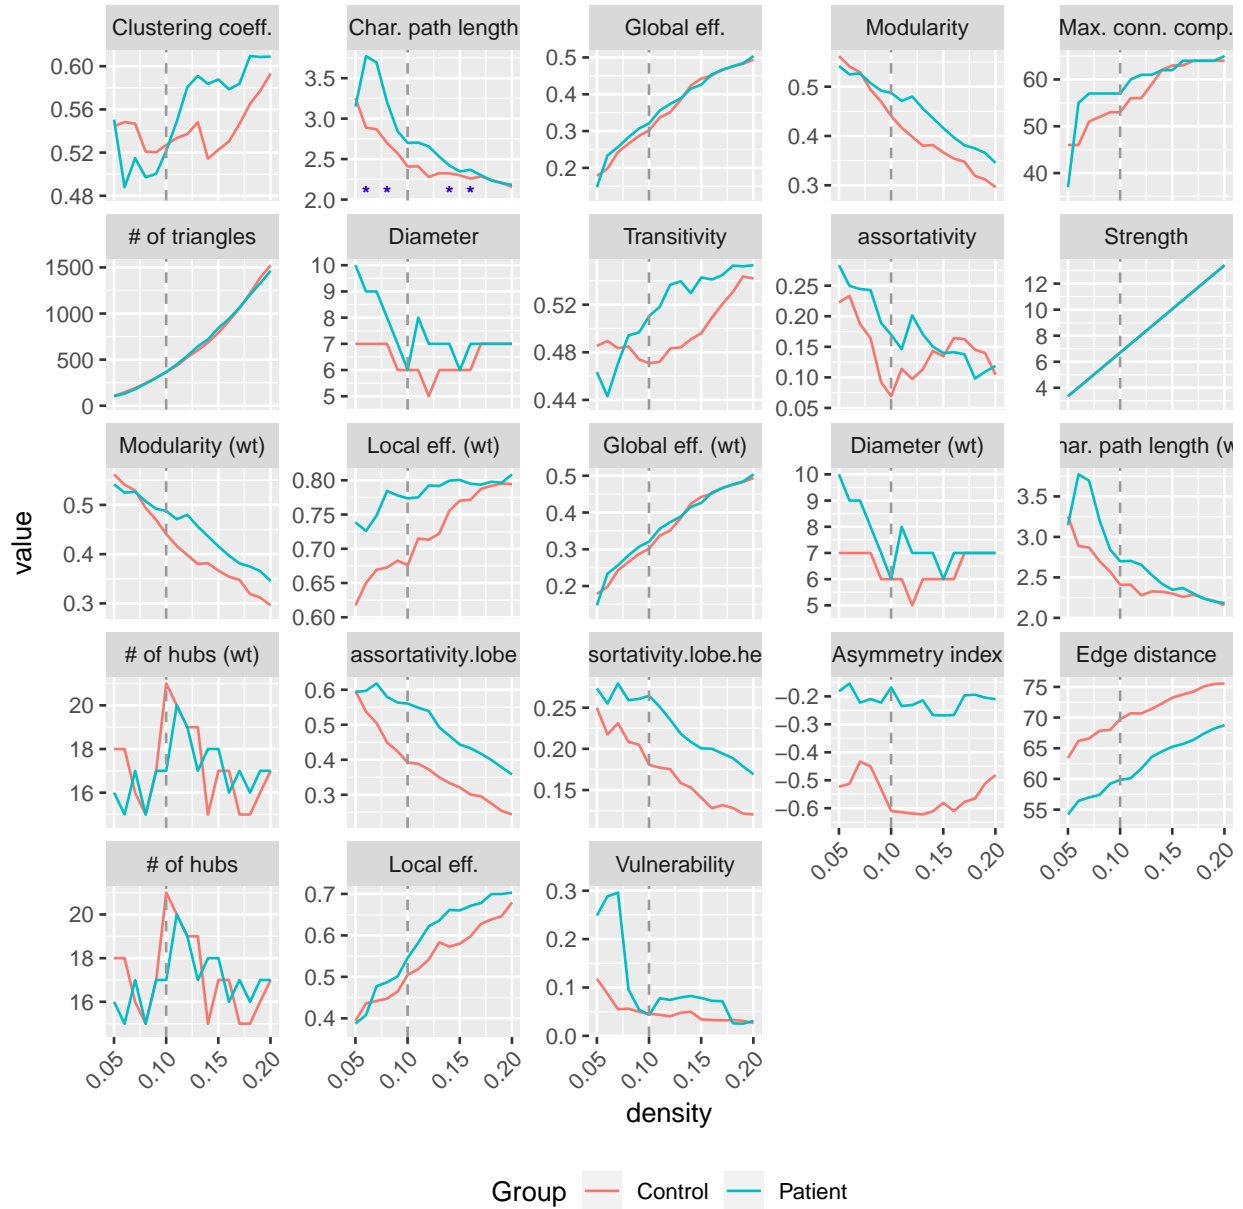 Clustering coeff. Char. path length Global eff. Modularity Max. conn. comp.
0.60 0.56 0.52 0.48
3.5 3.0 2.5 2.0
* * * *
0.5 0.4 0.3 0.2
0.5 0.4 0.3
60 50 40
# of triangles Diameter Transitivity assortativity Strength
1500 1000 500 0
10 9 8 7 6 5
0.52 0.48 0.44
0.25 0.20 0.15 0.10 0.05
12 10 8 6 4
Modularity (wt) Local eff. (wt) Global eff. (wt) Diameter (wt) nar. path length (w
0.5 0.4 0.3
0.80 0.75 0.70 0.65 0.60
0.5 0.4 0.3 0.2
10 9 8 7 6 5
3.5 3.0 2.5 2.0
# of hubs (wt) assortativity.lobe sortativity.lobe.he Asymmetry index Edge distance
20 18 16
0.6 0.5 0.4 0.3
0.25 0.20 0.15
−0.2 −0.3 −0.4 −0.5 −0.6
75 70 65 60 55
0.05 0.10 0.15 0.20
0.05 0.10 0.15 0.20
# of hubs Local eff. Vulnerability
20 18 16
0.7 0.6 0.5 0.4
0.3 0.2 0.1 0.0
0.05 0.10 0.15 0.20
0.05 0.10 0.15 0.20
0.05 0.10 0.15 0.20
value
density
Group Control Patient